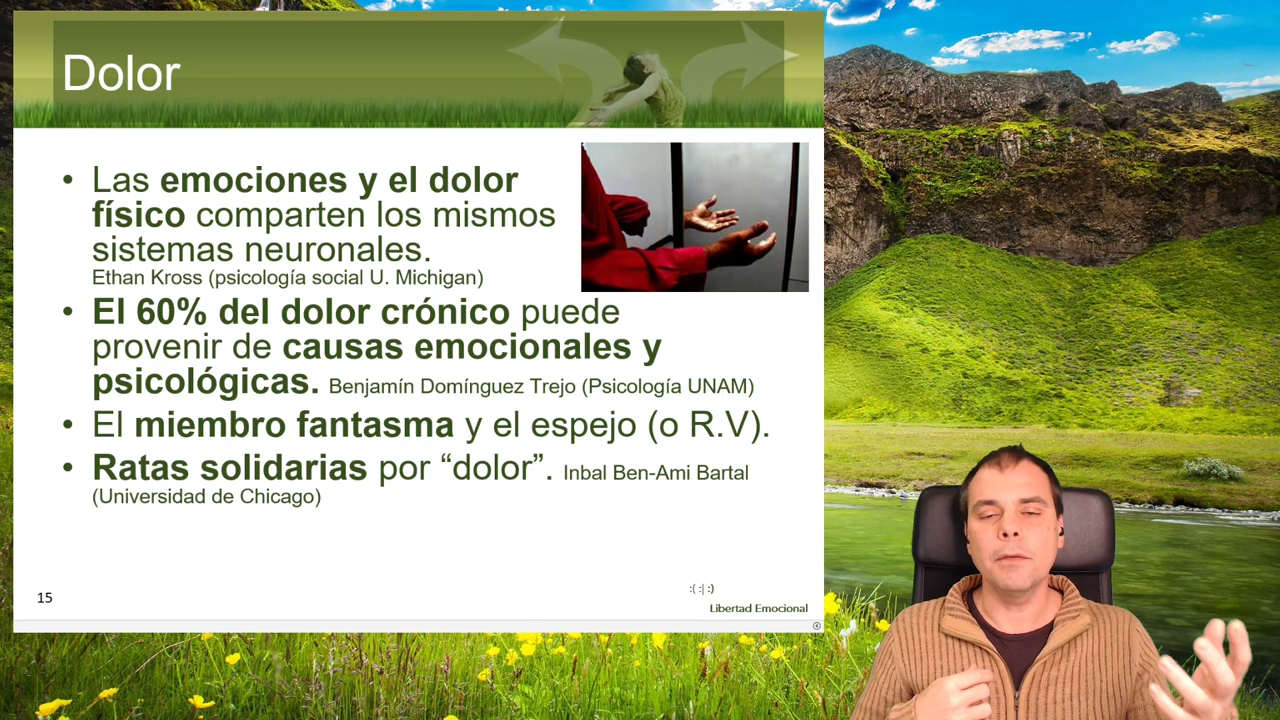 Dolor
• Las emociones y el dolor
físico comparten los mismos
sistemas neuronales.
Ethan Kross (psicología social U. Michigan)
• El 60% del dolor crónico puede
provenir de causas emocionales y
psicológicas. Benjamín Domínguez Trejo (Psicología UNAM)
• El miembro fantasma y el espejo (o R.V).
• Ratas solidarias por “dolor”. Inbal Ben-Ami Bartal
(Universidad de Chicago)
:( :| :)
15
Libertad Emocional